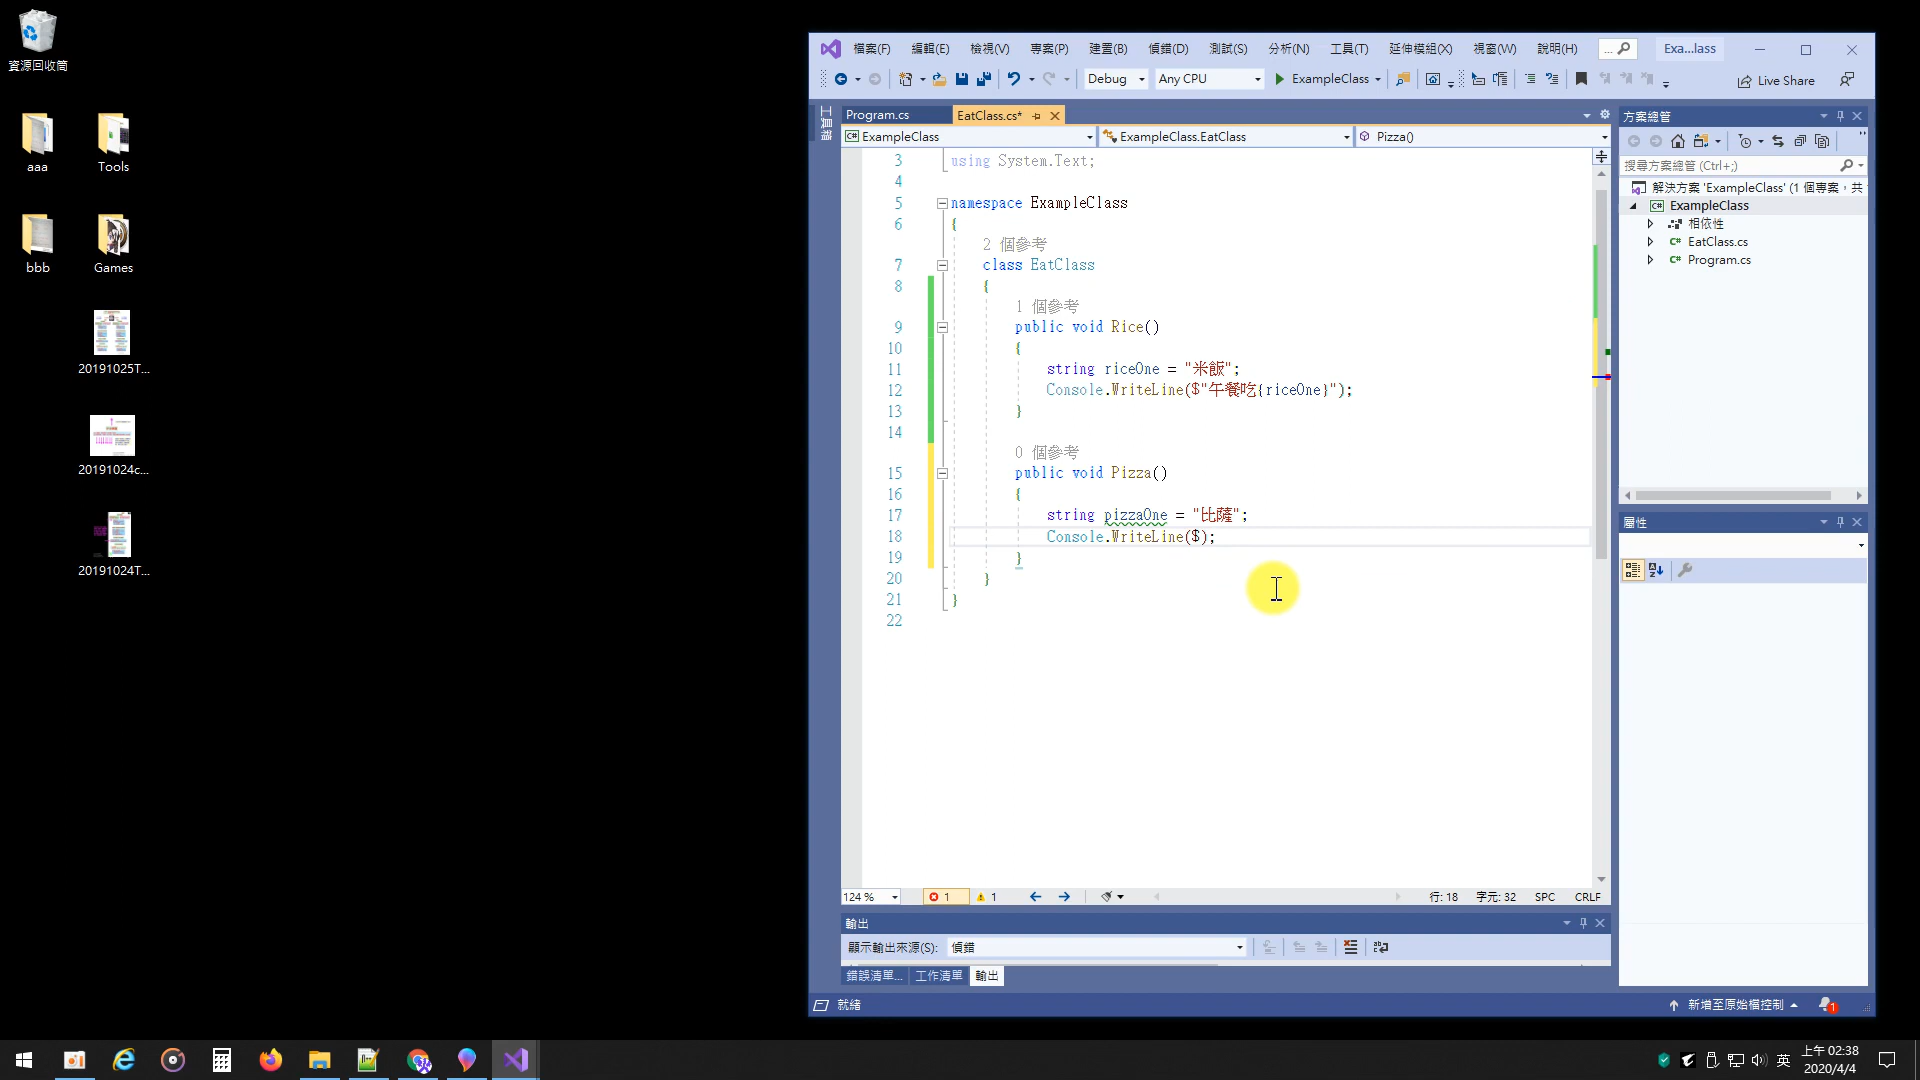 資源回收筒
aaa
Tools
bbb
Games
20191025T...
20191024c...
20191024T...
檔案(F) 編輯(E) 檢視(V) 專案(P) 建置(B) 偵錯(D) 測試(S) 分析(N) 工具(T) 延伸模組(X) 視窗(W) 說明(H) ... Exa...lass
Debug Any CPU ExampleClass Live Share
工具箱
Program.cs EatClass.cs*
ExampleClass ExampleClass.EatClass Pizza()
3 using System.Text;
4
5 namespace ExampleClass
6 {
2 個參考
7 class EatClass
8 {
1 個參考
9 public void Rice()
10 {
11 string riceOne = "米飯";
12 Console.WriteLine($"午餐吃{riceOne}");
13 }
14
0 個參考
15 public void Pizza()
16 {
17 string pizzaOne = "比薩";
18 Console.WriteLine($);
19 }
20 }
21 }
22
124 % 1 1 行: 18 字元: 32 SPC CRLF
輸出
顯示輸出來源(S): 偵錯
錯誤清單... 工作清單 輸出
方案總管
搜尋方案總管 (Ctrl+;)
解決方案 'ExampleClass' (1 個專案，共
ExampleClass
相依性
C# EatClass.cs
C# Program.cs
屬性
就緒 新增至原始檔控制 1
英 上午 02:38
2020/4/4